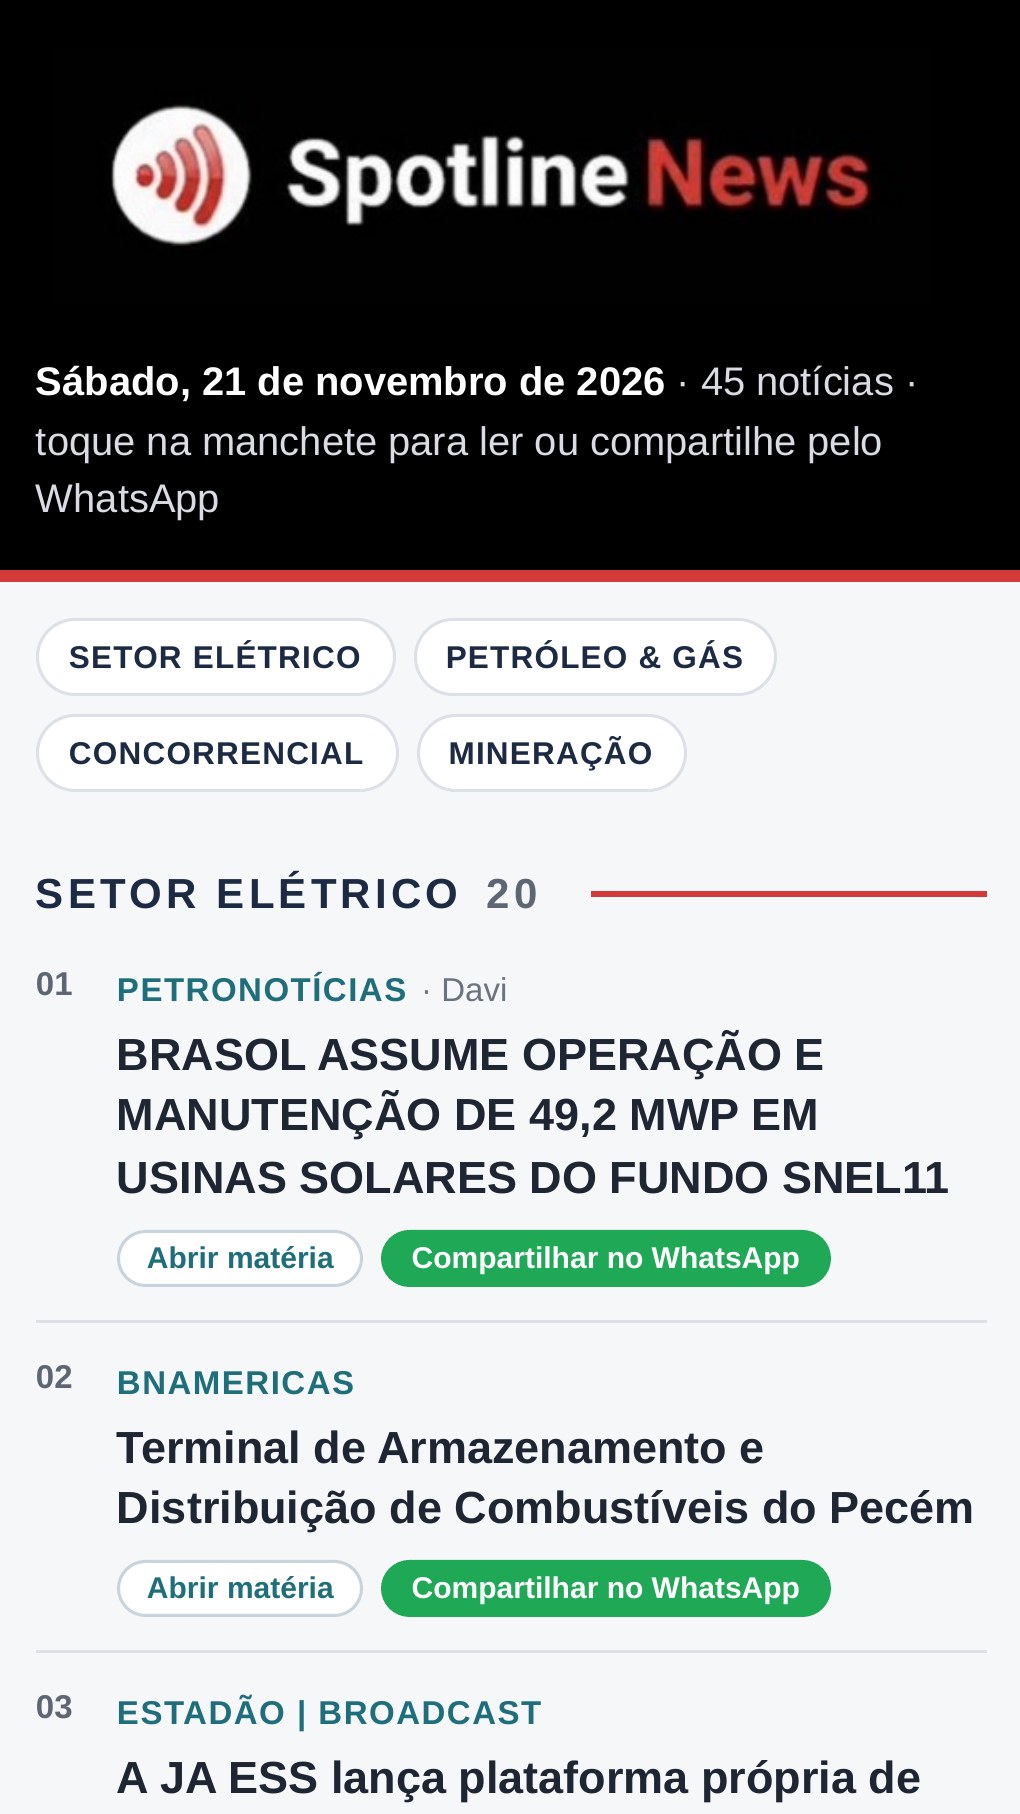 Spotline News
Sábado, 21 de novembro de 2026 · 45 notícias ·
toque na manchete para ler ou compartilhe pelo
WhatsApp
SETOR ELÉTRICO
PETRÓLEO & GÁS
CONCORRENCIAL
MINERAÇÃO
SETOR ELÉTRICO 20
01 PETRONOTÍCIAS · Davi
BRASOL ASSUME OPERAÇÃO E
MANUTENÇÃO DE 49,2 MWP EM
USINAS SOLARES DO FUNDO SNEL11
Abrir matéria
Compartilhar no WhatsApp
02 BNAMERICAS
Terminal de Armazenamento e
Distribuição de Combustíveis do Pecém
Abrir matéria
Compartilhar no WhatsApp
03 ESTADÃO | BROADCAST
A JA ESS lança plataforma própria de